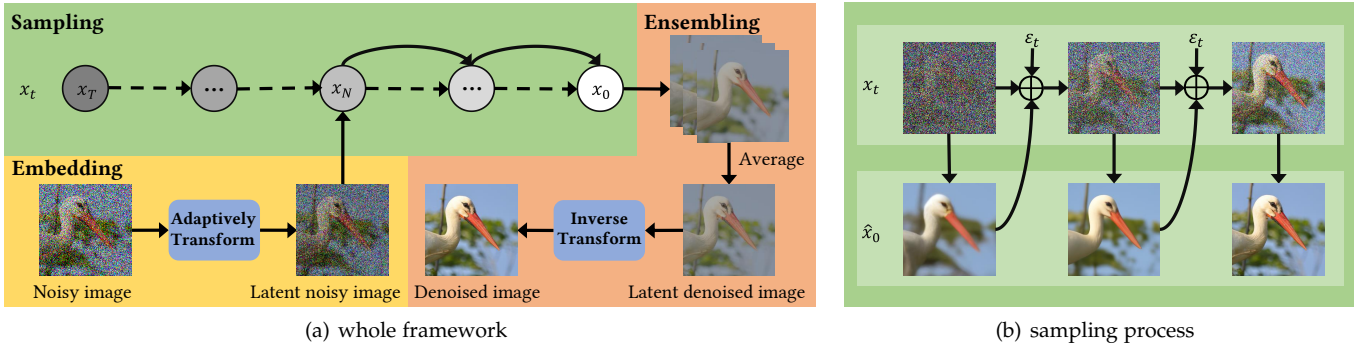 Sampling
Ensembling
x_t
x_T
...
x_N
...
x_0
Average
Embedding
Adaptively
Transform
Inverse
Transform
Noisy image
Latent noisy image
Denoised image
Latent denoised image
(a) whole framework
ε_t
ε_t
x_t
x̂_0
(b) sampling process